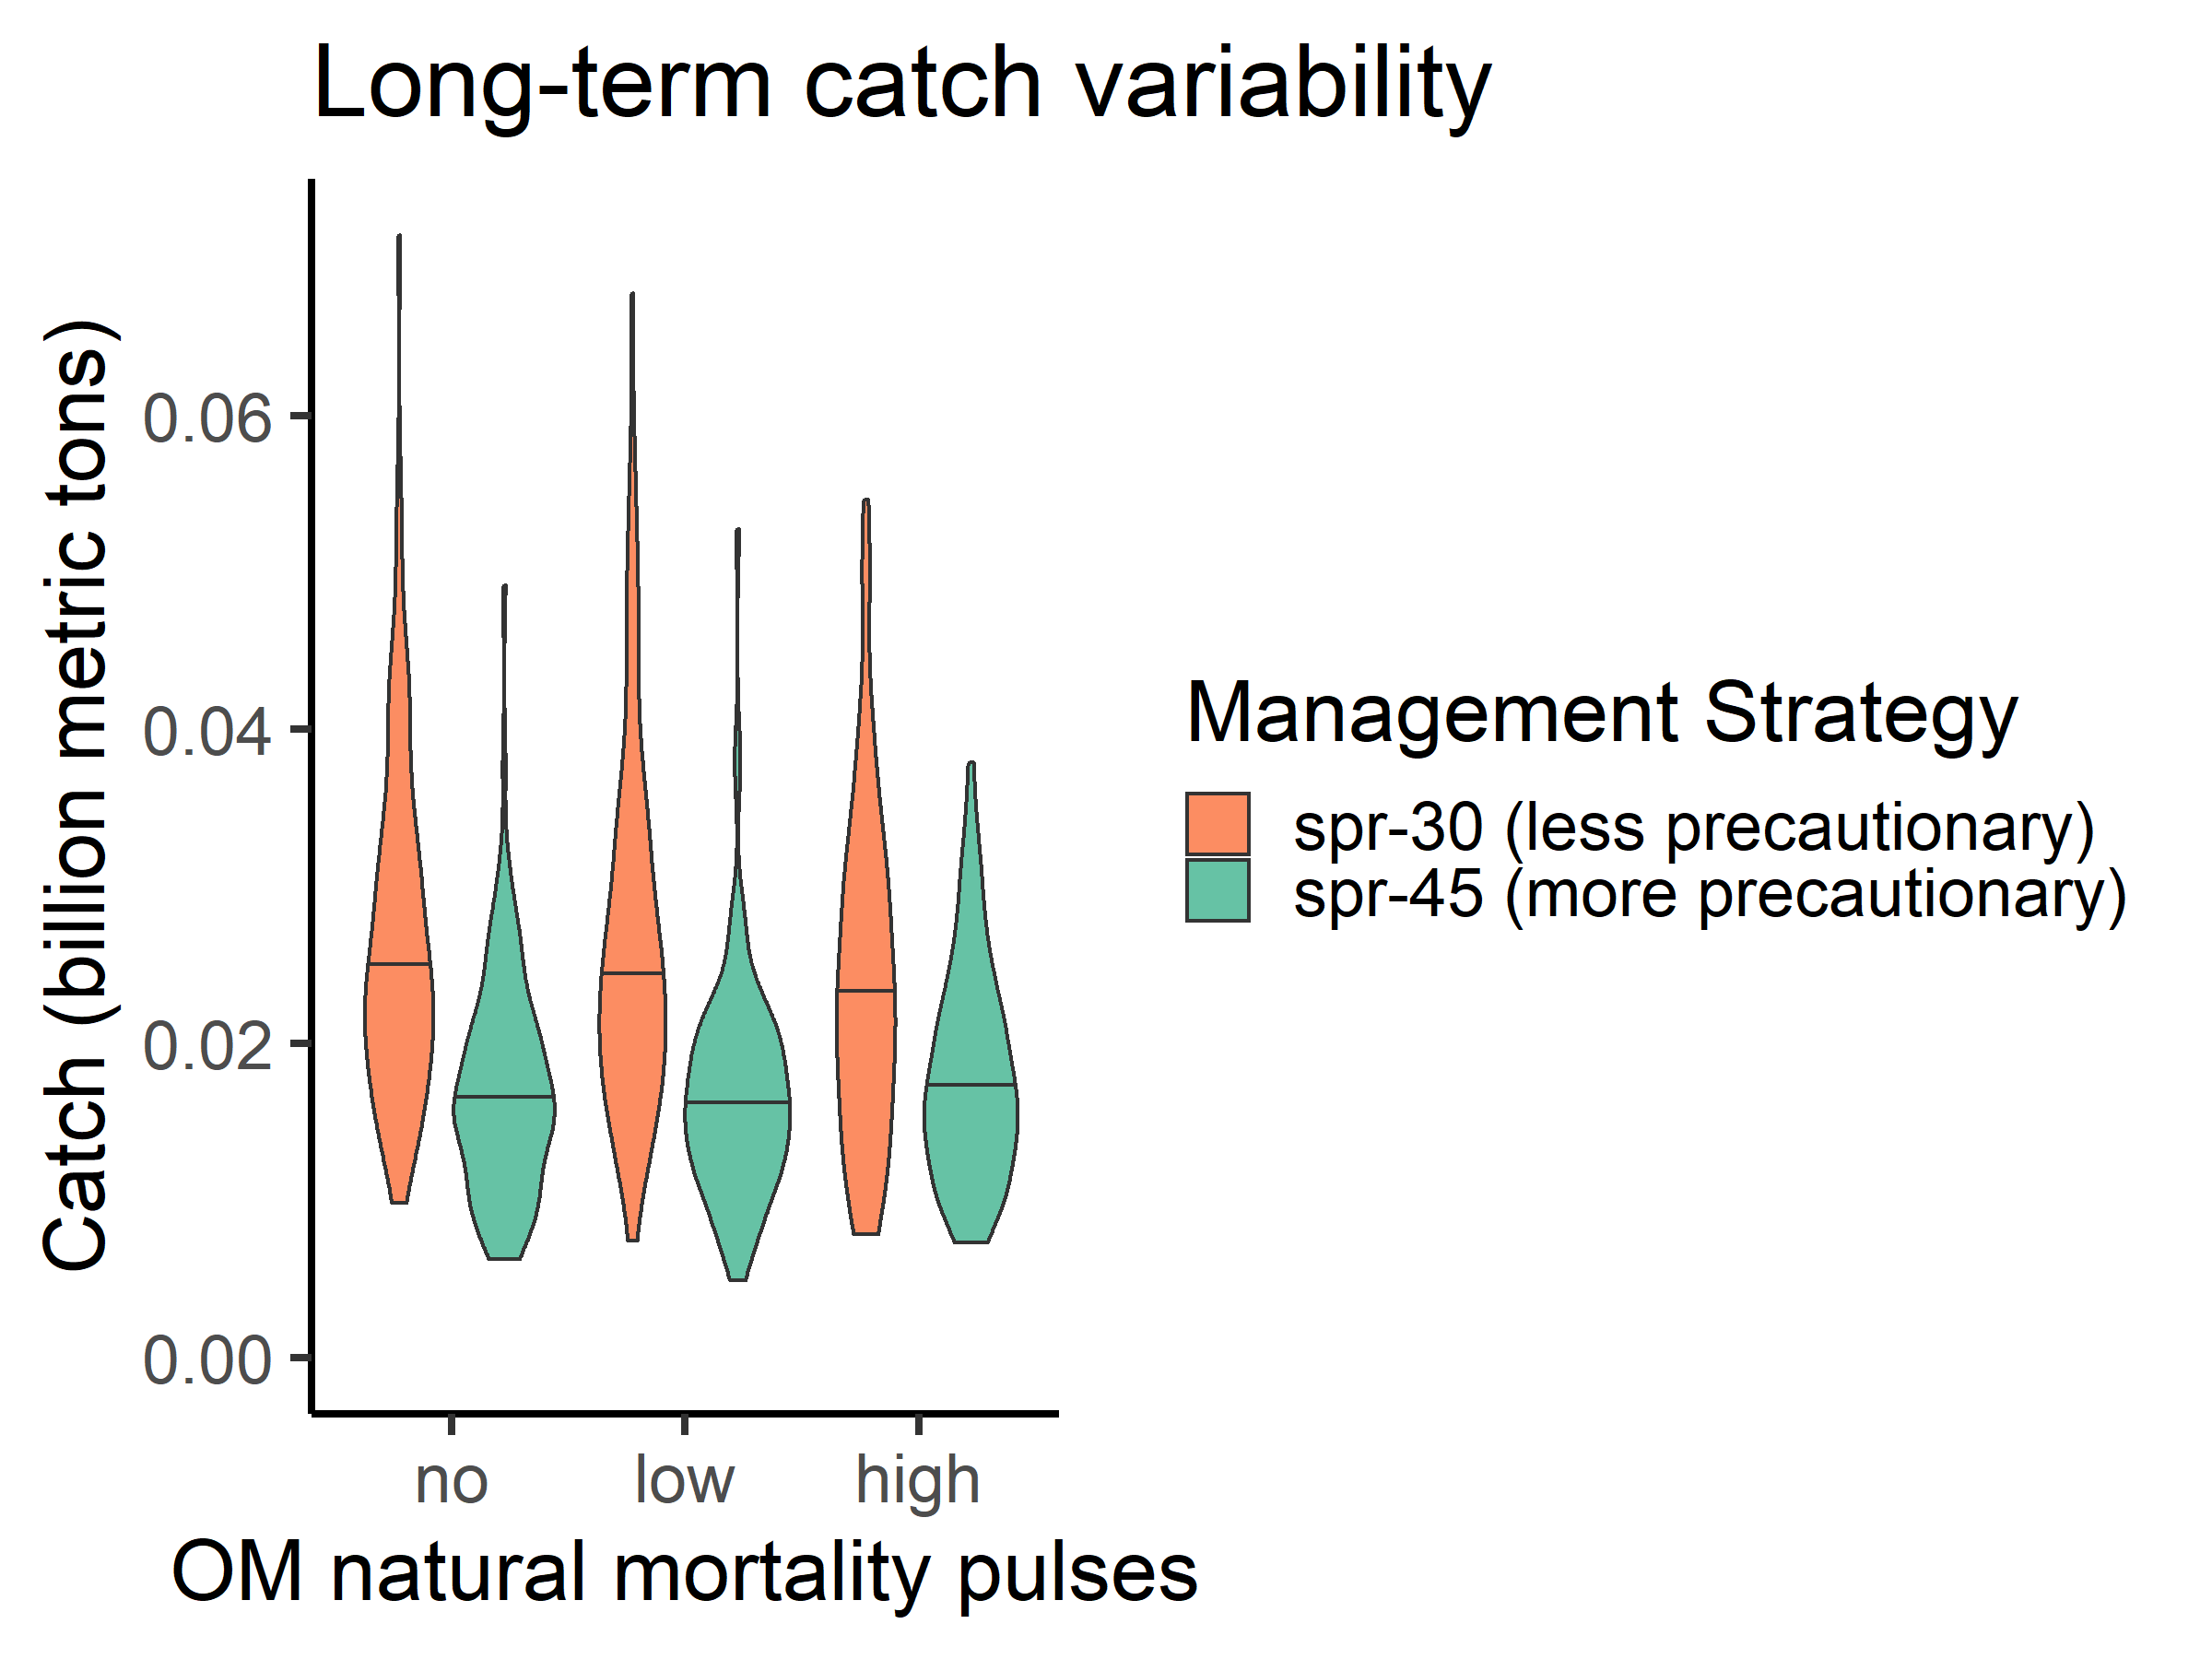 Long-term catch variability
Catch (billion metric tons)
0.06
0.04
0.02
0.00
no low high
OM natural mortality pulses
Management Strategy
spr-30 (less precautionary)
spr-45 (more precautionary)